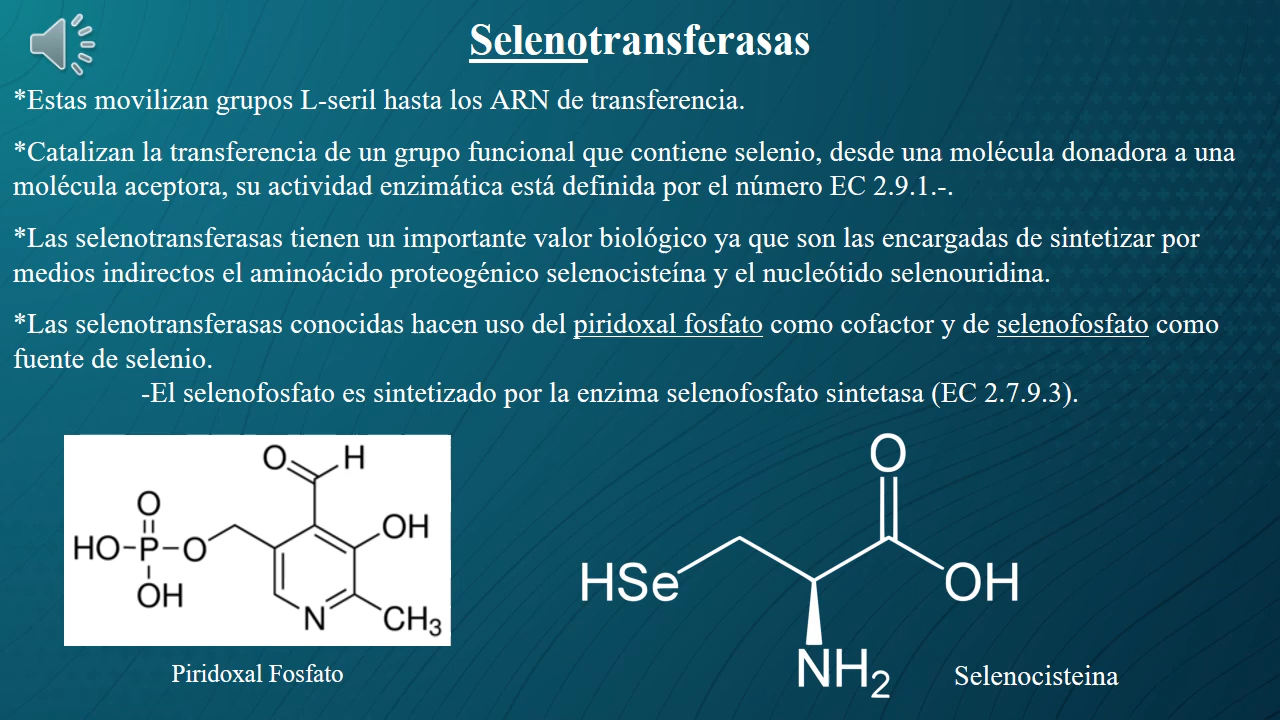 Selenotransferasas
*Estas movilizan grupos L-seril hasta los ARN de transferencia.
*Catalizan la transferencia de un grupo funcional que contiene selenio, desde una molécula donadora a una
molécula aceptora, su actividad enzimática está definida por el número EC 2.9.1.-.
*Las selenotransferasas tienen un importante valor biológico ya que son las encargadas de sintetizar por
medios indirectos el aminoácido proteogénico selenocisteína y el nucleótido selenouridina.
*Las selenotransferasas conocidas hacen uso del piridoxal fosfato como cofactor y de selenofosfato como
fuente de selenio.
-El selenofosfato es sintetizado por la enzima selenofosfato sintetasa (EC 2.7.9.3).
O H
O
OH
HO-P-O
OH
N
CH3
Piridoxal Fosfato
O
HSe
OH
NH2
Selenocisteina